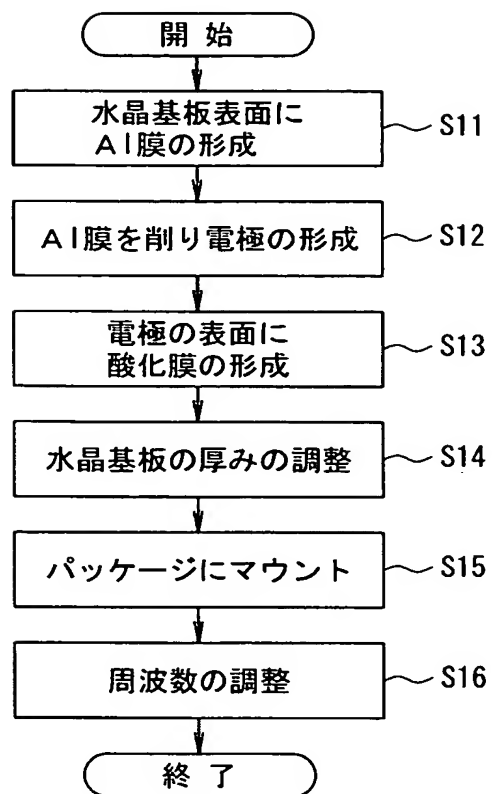 開 始
水晶基板表面に
Al膜の形成
S11
Al膜を削り電極の形成
S12
電極の表面に
酸化膜の形成
S13
水晶基板の厚みの調整
S14
パッケージにマウント
S15
周波数の調整
S16
終 了